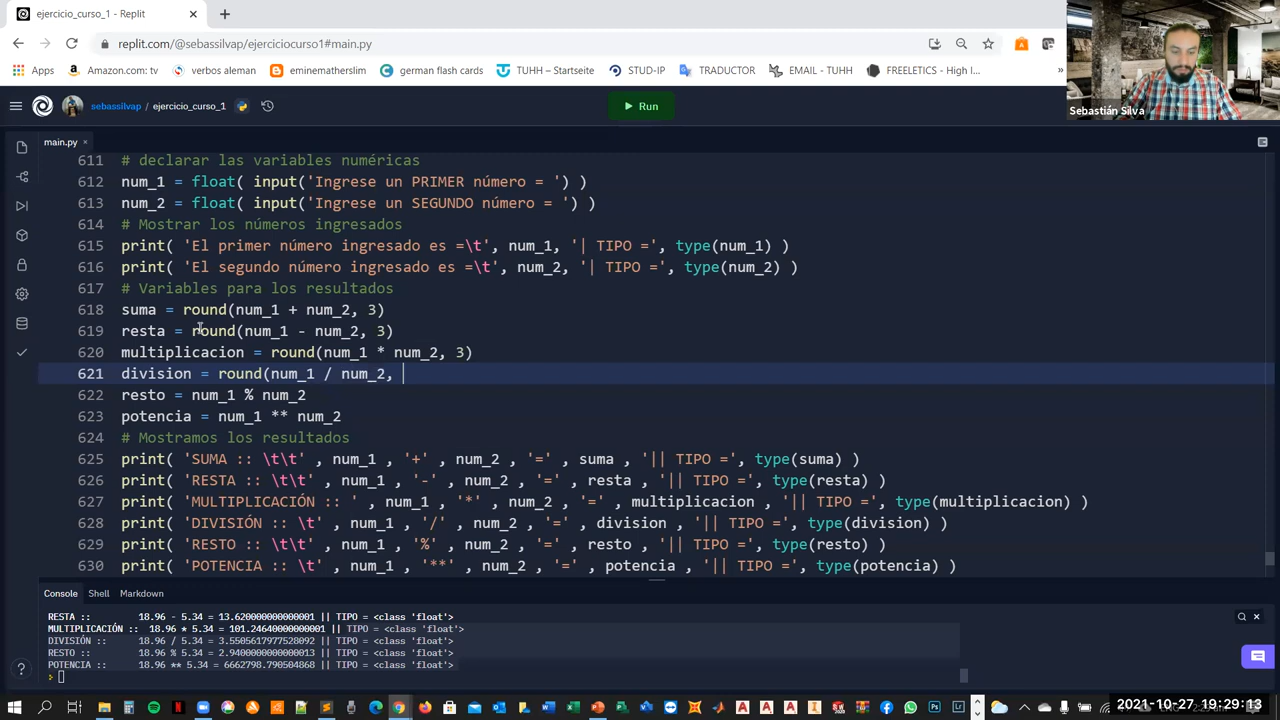 ejercicio_curso_1 - Replit
replit.com/@sebassilvap/ejerciciocurso1#main.py
Apps Amazon.com: tv verbos aleman eminemathslim german flash cards TUHH – Startseite STUD-IP TRADUCTOR EMAIL - TUHH FREELETICS - High I... »
Sebastián Silva
sebassilvap / ejercicio_curso_1
Run
main.py
611 # declarar las variables numéricas
612 num_1 = float( input('Ingrese un PRIMER número = ') )
613 num_2 = float( input('Ingrese un SEGUNDO número = ') )
614 # Mostrar los números ingresados
615 print( 'El primer número ingresado es =\t', num_1, '| TIPO =', type(num_1) )
616 print( 'El segundo número ingresado es =\t', num_2, '| TIPO =', type(num_2) )
617 # Variables para los resultados
618 suma = round(num_1 + num_2, 3)
619 resta = round(num_1 - num_2, 3)
620 multiplicacion = round(num_1 * num_2, 3)
621 division = round(num_1 / num_2,
622 resto = num_1 % num_2
623 potencia = num_1 ** num_2
624 # Mostramos los resultados
625 print( 'SUMA :: \t\t' , num_1 , '+' , num_2 , '=' , suma , '|| TIPO =', type(suma) )
626 print( 'RESTA :: \t\t' , num_1 , '-' , num_2 , '=' , resta , '|| TIPO =', type(resta) )
627 print( 'MULTIPLICACIÓN :: ' , num_1 , '*' , num_2 , '=' , multiplicacion , '|| TIPO =', type(multiplicacion) )
628 print( 'DIVISIÓN :: \t' , num_1 , '/' , num_2 , '=' , division , '|| TIPO =', type(division) )
629 print( 'RESTO :: \t\t' , num_1 , '%' , num_2 , '=' , resto , '|| TIPO =', type(resto) )
630 print( 'POTENCIA :: \t' , num_1 , '**' , num_2 , '=' , potencia , '|| TIPO =', type(potencia) )
Console Shell Markdown
RESTA :: 18.96 - 5.34 = 13.620000000000001 || TIPO = <class 'float'>
MULTIPLICACIÓN :: 18.96 * 5.34 = 101.24640000000001 || TIPO = <class 'float'>
DIVISIÓN :: 18.96 / 5.34 = 3.5505617977528092 || TIPO = <class 'float'>
RESTO :: 18.96 % 5.34 = 2.9400000000000013 || TIPO = <class 'float'>
POTENCIA :: 18.96 ** 5.34 = 6662798.790504868 || TIPO = <class 'float'>
2021-10-27 19:29:13